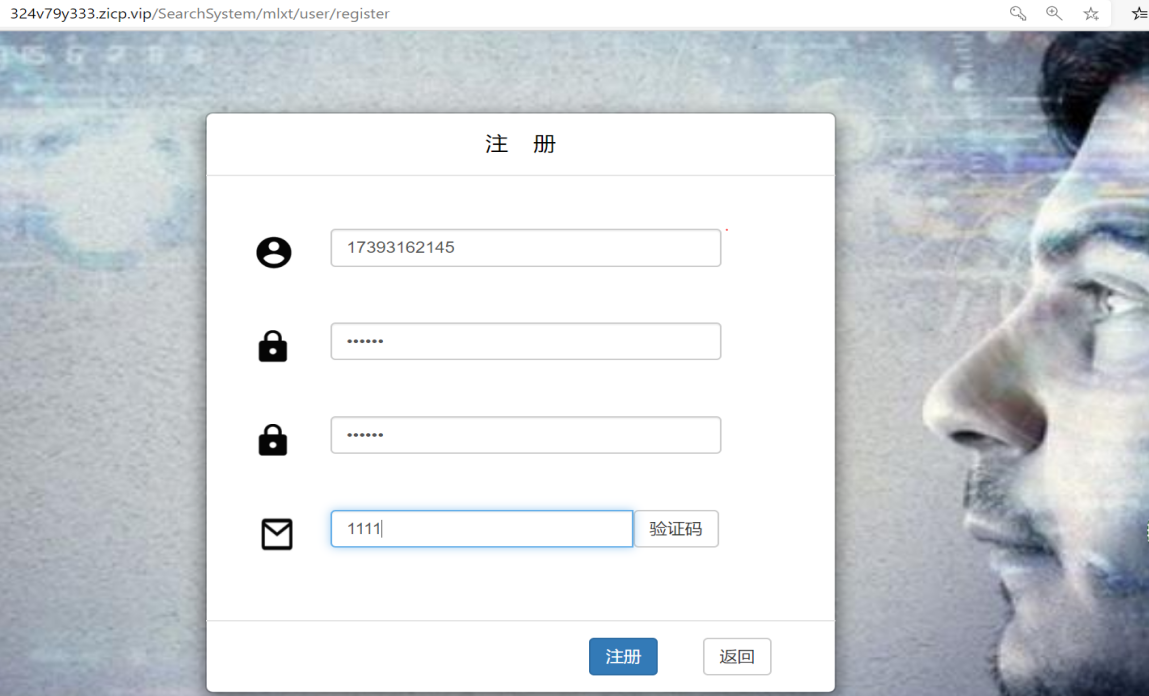 324v79y333.zicp.vip/SearchSystem/mlxt/user/register
注 册
17393162145
••••••
••••••
1111
验证码
注册
返回